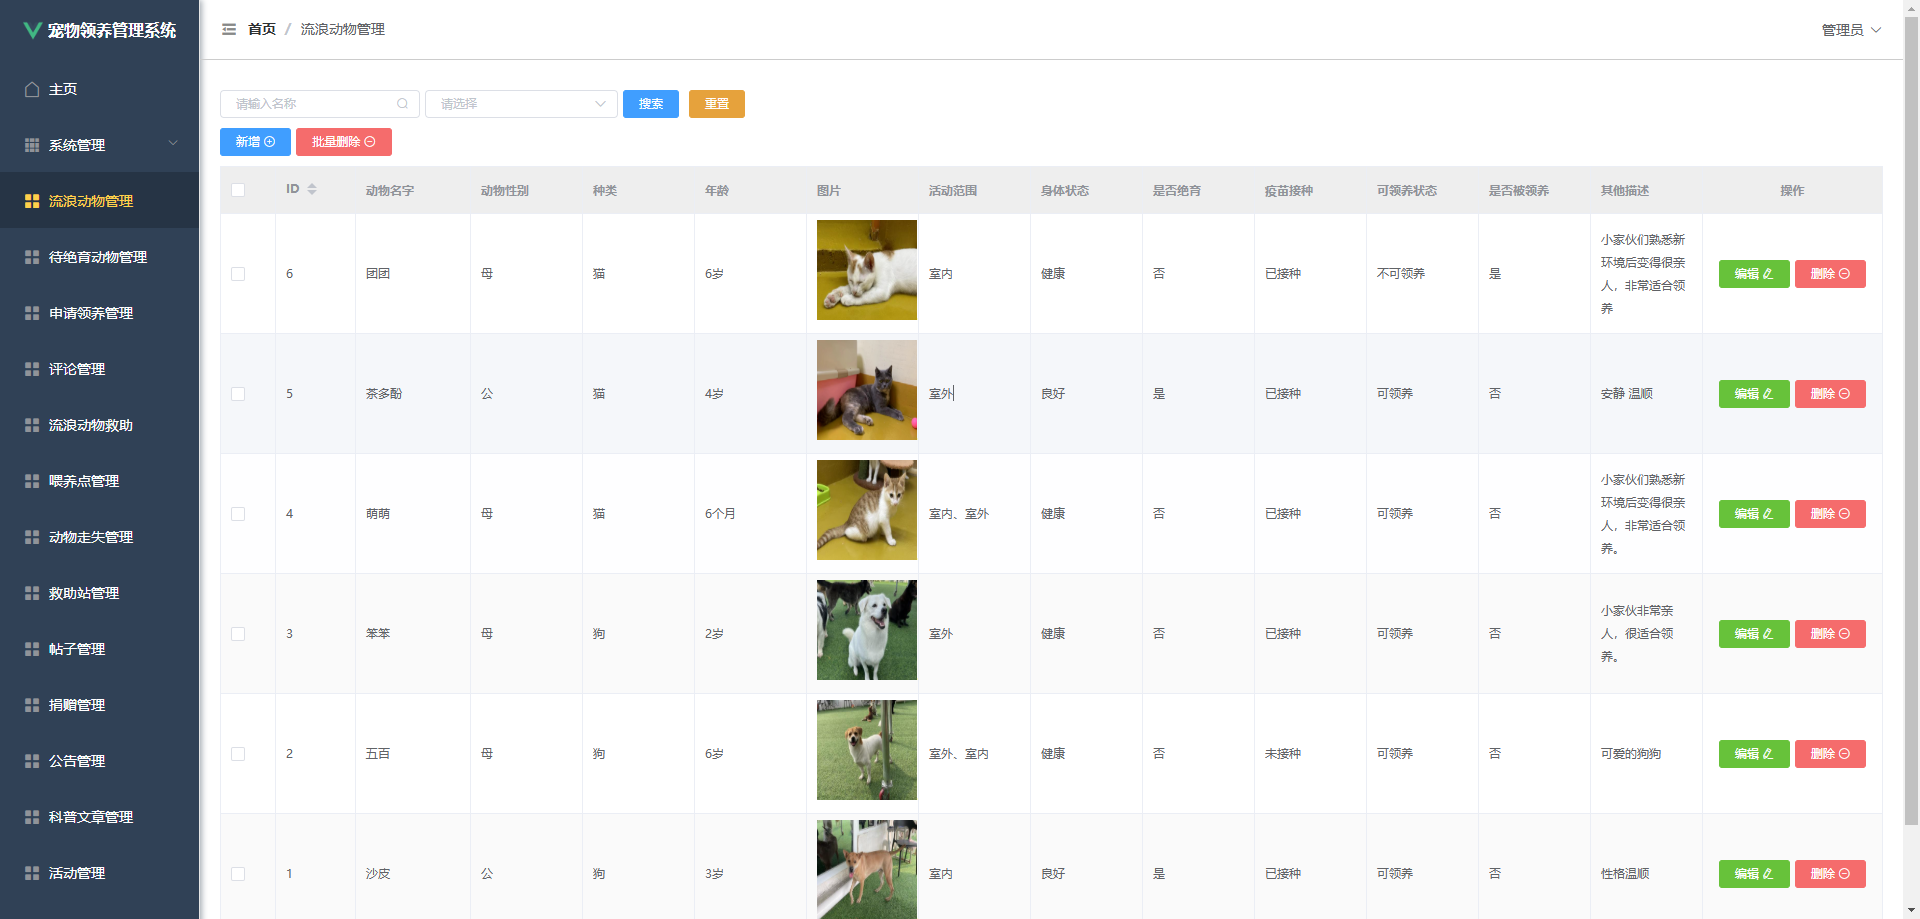 宠物领养管理系统
首页 / 流浪动物管理
管理员
主页
系统管理
流浪动物管理
待绝育动物管理
申请领养管理
评论管理
流浪动物救助
喂养点管理
动物走失管理
救助站管理
帖子管理
捐赠管理
公告管理
科普文章管理
活动管理
请输入名称 请选择 搜索 重置
新增 批量删除
ID 动物名字 动物性别 种类 年龄 图片 活动范围 身体状态 是否绝育 疫苗接种 可领养状态 是否被领养 其他描述 操作
6 团团 母 猫 6岁 室内 健康 否 已接种 不可领养 是
小家伙们熟悉新
环境后变得很亲
人，非常适合领
养
编辑 删除
5 茶多酚 公 猫 4岁 室外 良好 是 已接种 可领养 否 安静 温顺 编辑 删除
4 萌萌 母 猫 6个月 室内、室外 健康 否 已接种 可领养 否
小家伙们熟悉新
环境后变得很亲
人，非常适合领
养。
编辑 删除
3 笨笨 母 狗 2岁 室外 健康 否 已接种 可领养 否
小家伙非常亲
人，很适合领
养。
编辑 删除
2 五百 母 狗 6岁 室外、室内 健康 否 未接种 可领养 否 可爱的狗狗 编辑 删除
1 沙皮 公 狗 3岁 室内 良好 是 已接种 可领养 否 性格温顺 编辑 删除